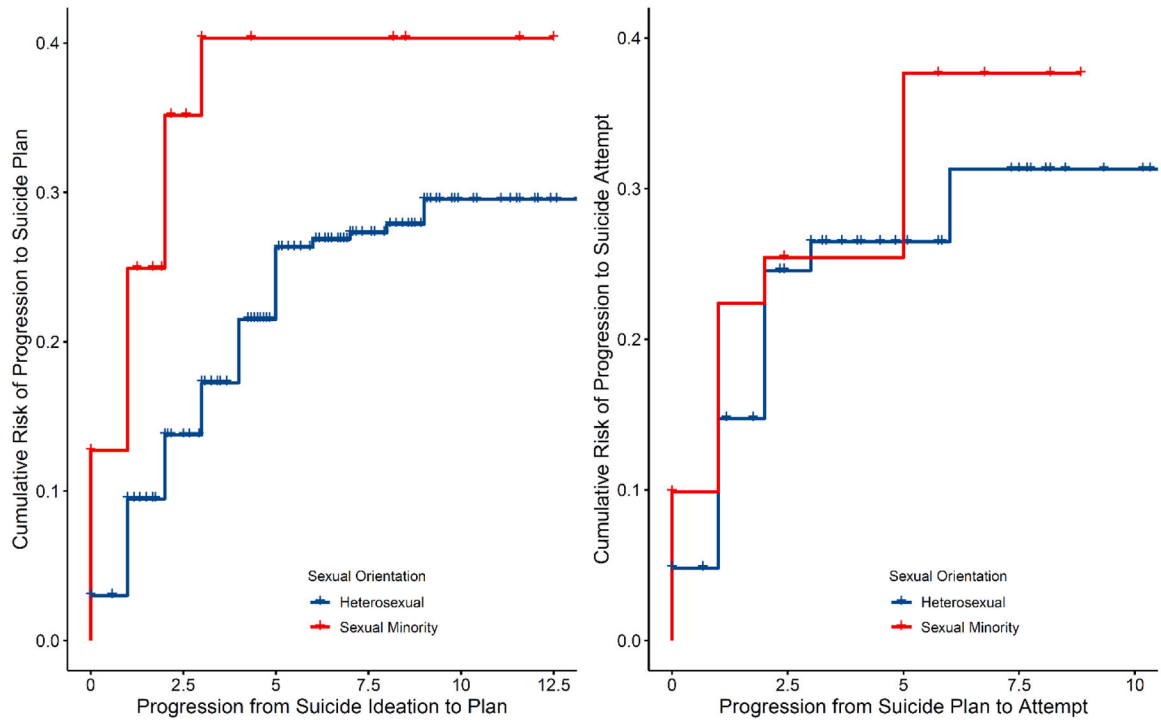 Cumulative Risk of Progression to Suicide Plan
0.4
0.3
0.2
0.1
0.0
Sexual Orientation
Heterosexual
Sexual Minority
0 2.5 5 7.5 10 12.5
Progression from Suicide Ideation to Plan
Cumulative Risk of Progression to Suicide Attempt
0.4
0.3
0.2
0.1
0.0
Sexual Orientation
Heterosexual
Sexual Minority
0 2.5 5 7.5 10
Progression from Suicide Plan to Attempt